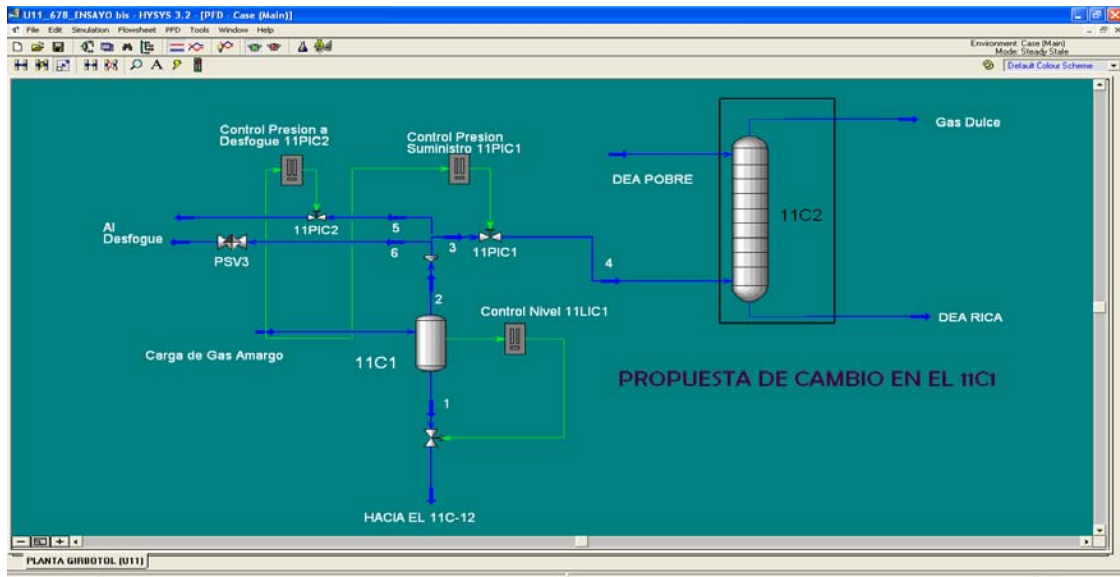 U11_678_ENSAYO bis - HYSYS 3.2 - [PFD - Case (Main)]
File Edit Simulation Flowsheet PFD Tools Window Help
Environment: Case (Main)
Mode: Steady State
A
Default Colour Scheme
Control Presion a
Desfogue 11PIC2
Control Presion
Suministro 11PIC1
Gas Dulce
DEA POBRE
11C2
Al
Desfogue
11PIC2
5
3
11PIC1
PSV3
6
4
2
Control Nivel 11LIC1
DEA RICA
Carga de Gas Amargo
11C1
PROPUESTA DE CAMBIO EN EL 11C1
1
HACIA EL 11C-12
PLANTA GIRBOTOL (U11)